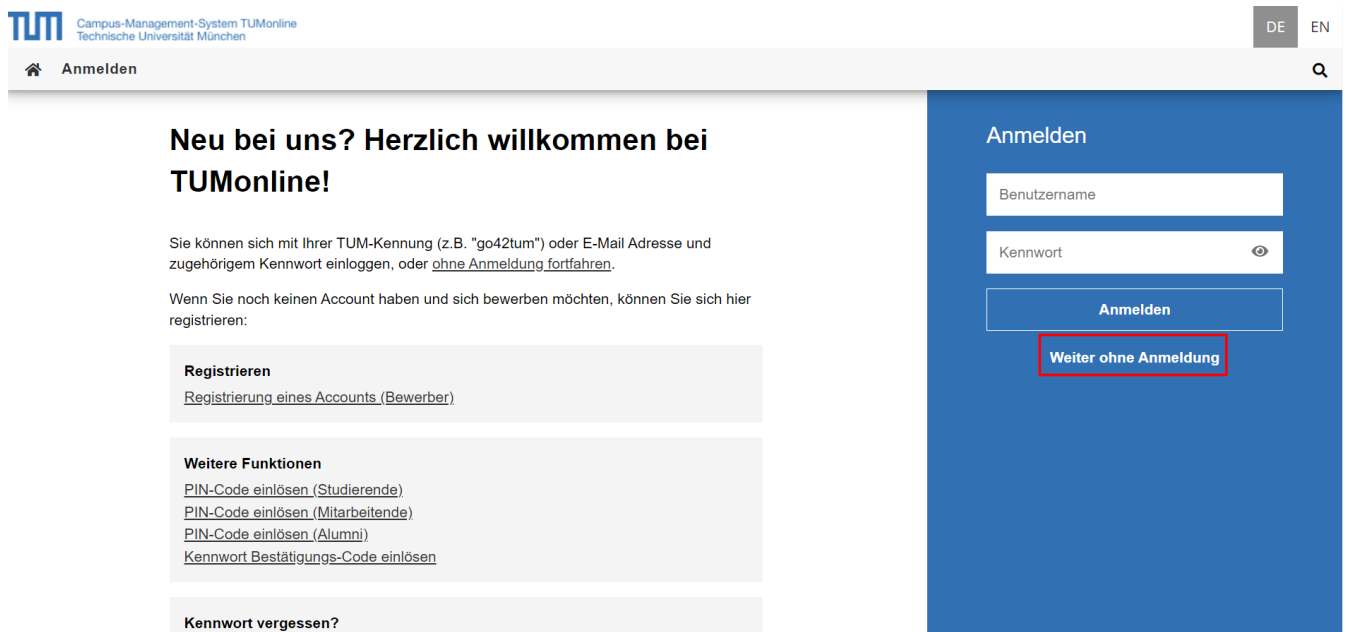 TUM Campus-Management-System TUMonline
Technische Universität München
DE EN
Anmelden
Neu bei uns? Herzlich willkommen bei
TUMonline!
Sie können sich mit Ihrer TUM-Kennung (z.B. "go42tum") oder E-Mail Adresse und
zugehörigem Kennwort einloggen, oder ohne Anmeldung fortfahren.
Wenn Sie noch keinen Account haben und sich bewerben möchten, können Sie sich hier
registrieren:
Registrieren
Registrierung eines Accounts (Bewerber)
Weitere Funktionen
PIN-Code einlösen (Studierende)
PIN-Code einlösen (Mitarbeitende)
PIN-Code einlösen (Alumni)
Kennwort Bestätigungs-Code einlösen
Kennwort vergessen?
Anmelden
Benutzername
Kennwort
Anmelden
Weiter ohne Anmeldung